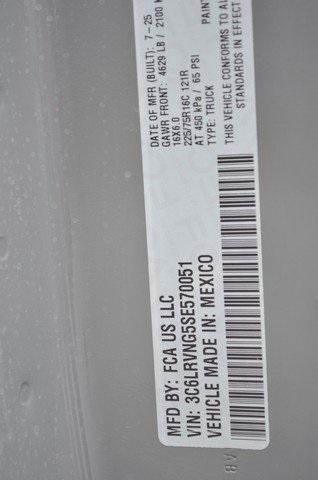 DATE OF MFR (BUILT): 7-25
GAWR FRONT: 4629 LB / 2100 K
16X6.0
225/75R16C 121R
AT 450 kPa / 65 PSI
TYPE: TRUCK
PAINT
THIS VEHICLE CONFORMS TO AL
STANDARDS IN EFFECT
MFD BY: FCA US LLC
VIN: 3C6LRVNG5SE570051
VEHICLE MADE IN: MEXICO